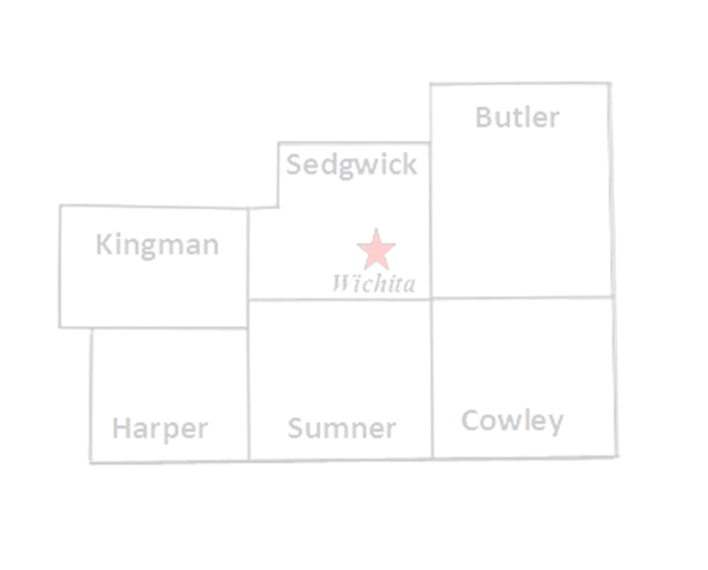 Butler
Sedgwick
Kingman
Wichita
Harper
Sumner
Cowley